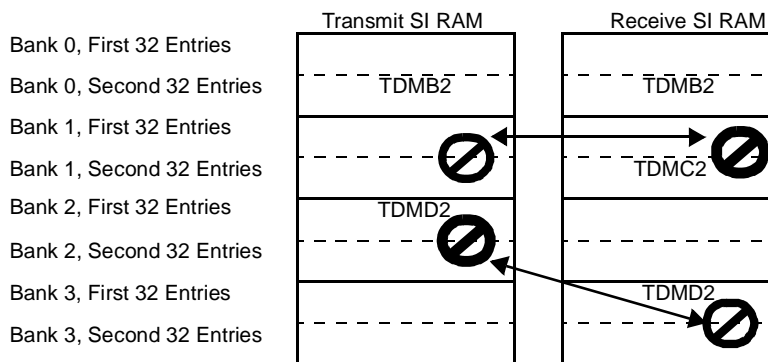 Transmit SI RAM Receive SI RAM
Bank 0, First 32 Entries
Bank 0, Second 32 Entries TDMB2 TDMB2
Bank 1, First 32 Entries
Bank 1, Second 32 Entries TDMC2
Bank 2, First 32 Entries TDMD2
Bank 2, Second 32 Entries
Bank 3, First 32 Entries TDMD2
Bank 3, Second 32 Entries